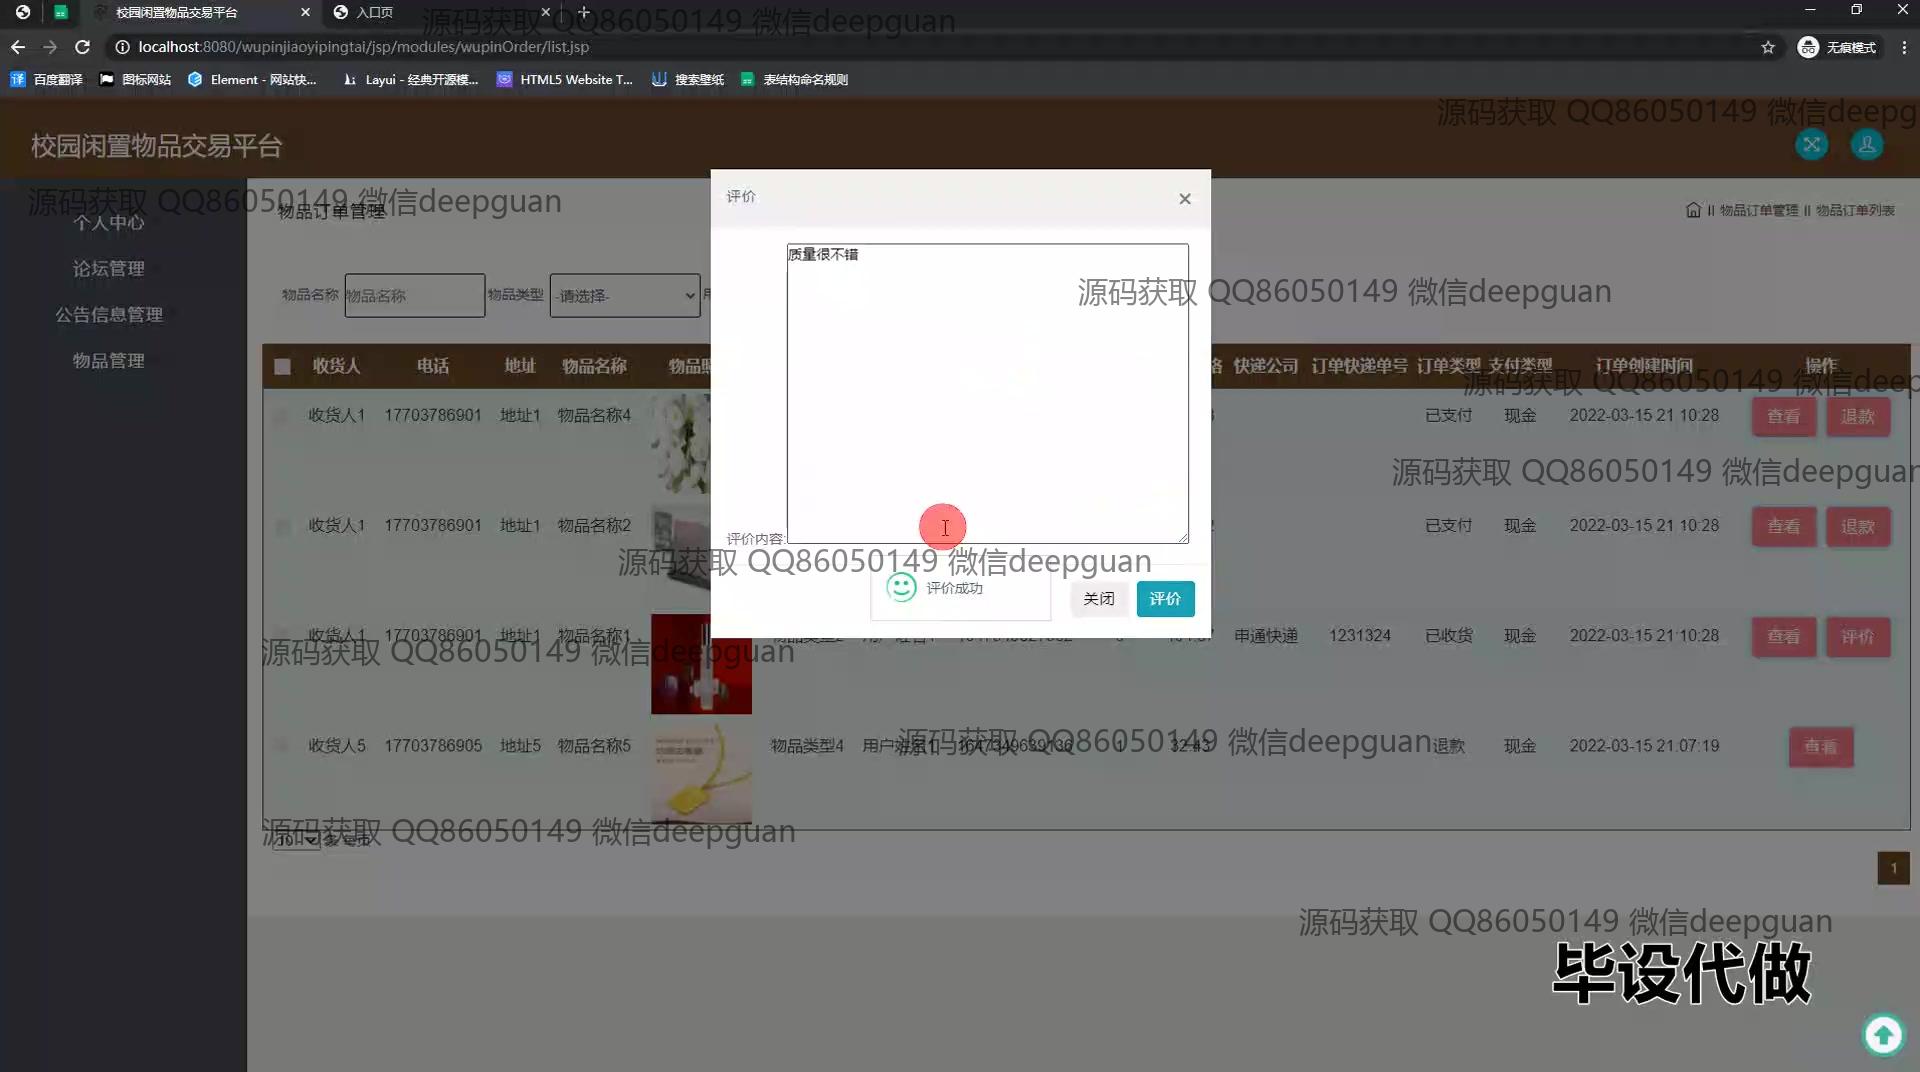 校园闲置物品交易平台
入口页
源码获取 QQ86050149 微信deepguan
localhost:8080/wupinjiaoyipingtai/jsp/modules/wupinOrder/list.jsp
无痕模式
百度翻译 图标网站 Element - 网站快... Layui - 经典开源模... HTML5 Website T... 搜索壁纸 表结构命名规则
源码获取 QQ86050149 微信deepg
校园闲置物品交易平台
评价
源码获取 QQ86050149 微信deepguan
物品订单管理
物品订单管理 物品订单列表
个人中心
论坛管理
公告信息管理
物品管理
质量很不错
源码获取 QQ86050149 微信deepguan
物品名称 物品名称 物品类型 -请选择-
收货人 电话 地址 物品名称 快递公司 订单快递单号 订单类型 支付类型 订单创建时间 操作
源码获取 QQ86050149 微信deep
收货人1 17703786901 地址1 物品名称4 已支付 现金 2022-03-15 21:10:28 查看 退款
源码获取 QQ86050149 微信deepguan
收货人1 17703786901 地址1 物品名称2 已支付 现金 2022-03-15 21:10:28 查看 退款
评价内容:
源码获取 QQ86050149 微信deepguan
评价成功
关闭 评价
收货人1 17703786901 地址1 物品名称1 申通快递 1231324 已收货 现金 2022-03-15 21:10:28 查看 评价
源码获取 QQ86050149 微信deepguan
收货人5 17703786905 地址5 物品名称5 物品类型4 1 32.43 退款 现金 2022-03-15 21:07:19 查看
源码获取 QQ86050149 微信deepguan
源码获取 QQ86050149 微信deepguan
10 条 每页
1
源码获取 QQ86050149 微信deepguan
毕设代做